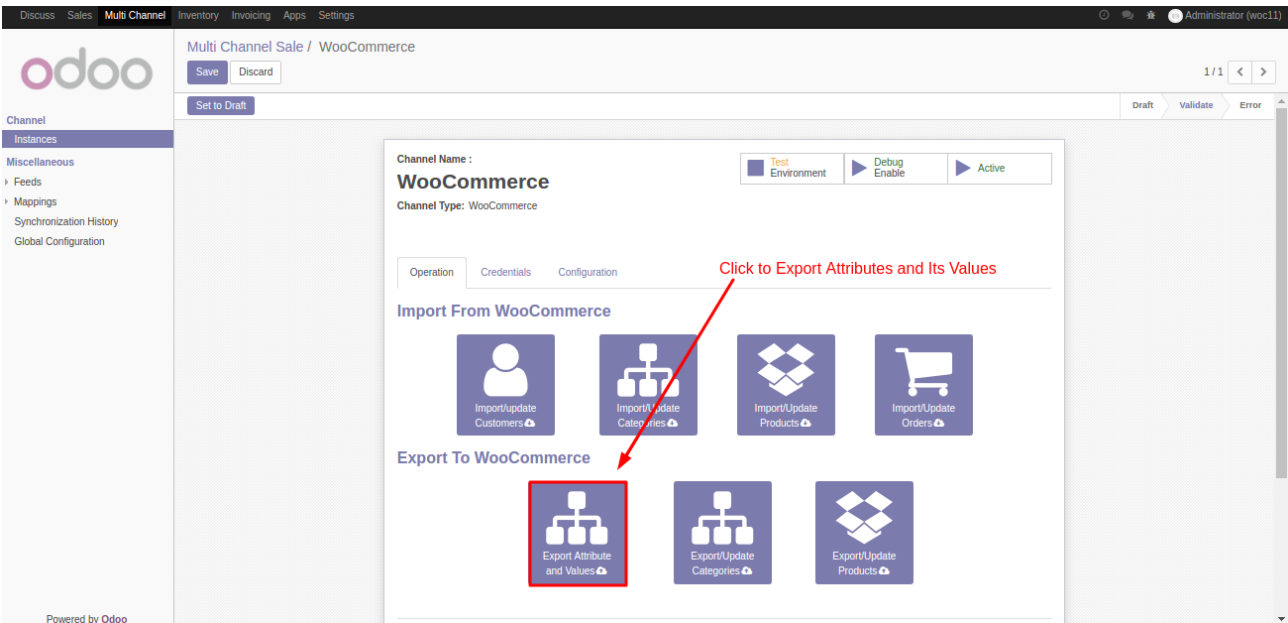 Discuss Sales Multi Channel Inventory Invoicing Apps Settings
Administrator (woc11)
odoo
Multi Channel Sale / WooCommerce
Save Discard
1 / 1
Set to Draft
Draft Validate Error
Channel
Instances
Miscellaneous
Feeds
Mappings
Synchronization History
Global Configuration
Channel Name :
WooCommerce
Channel Type: WooCommerce
Test
Environment
Debug
Enable
Active
Operation Credentials Configuration
Click to Export Attributes and Its Values
Import From WooCommerce
Import/update
Customers
Import/Update
Categories
Import/Update
Products
Import/Update
Orders
Export To WooCommerce
Export Attribute
and Values
Export/Update
Categories
Export/Update
Products
Powered by Odoo